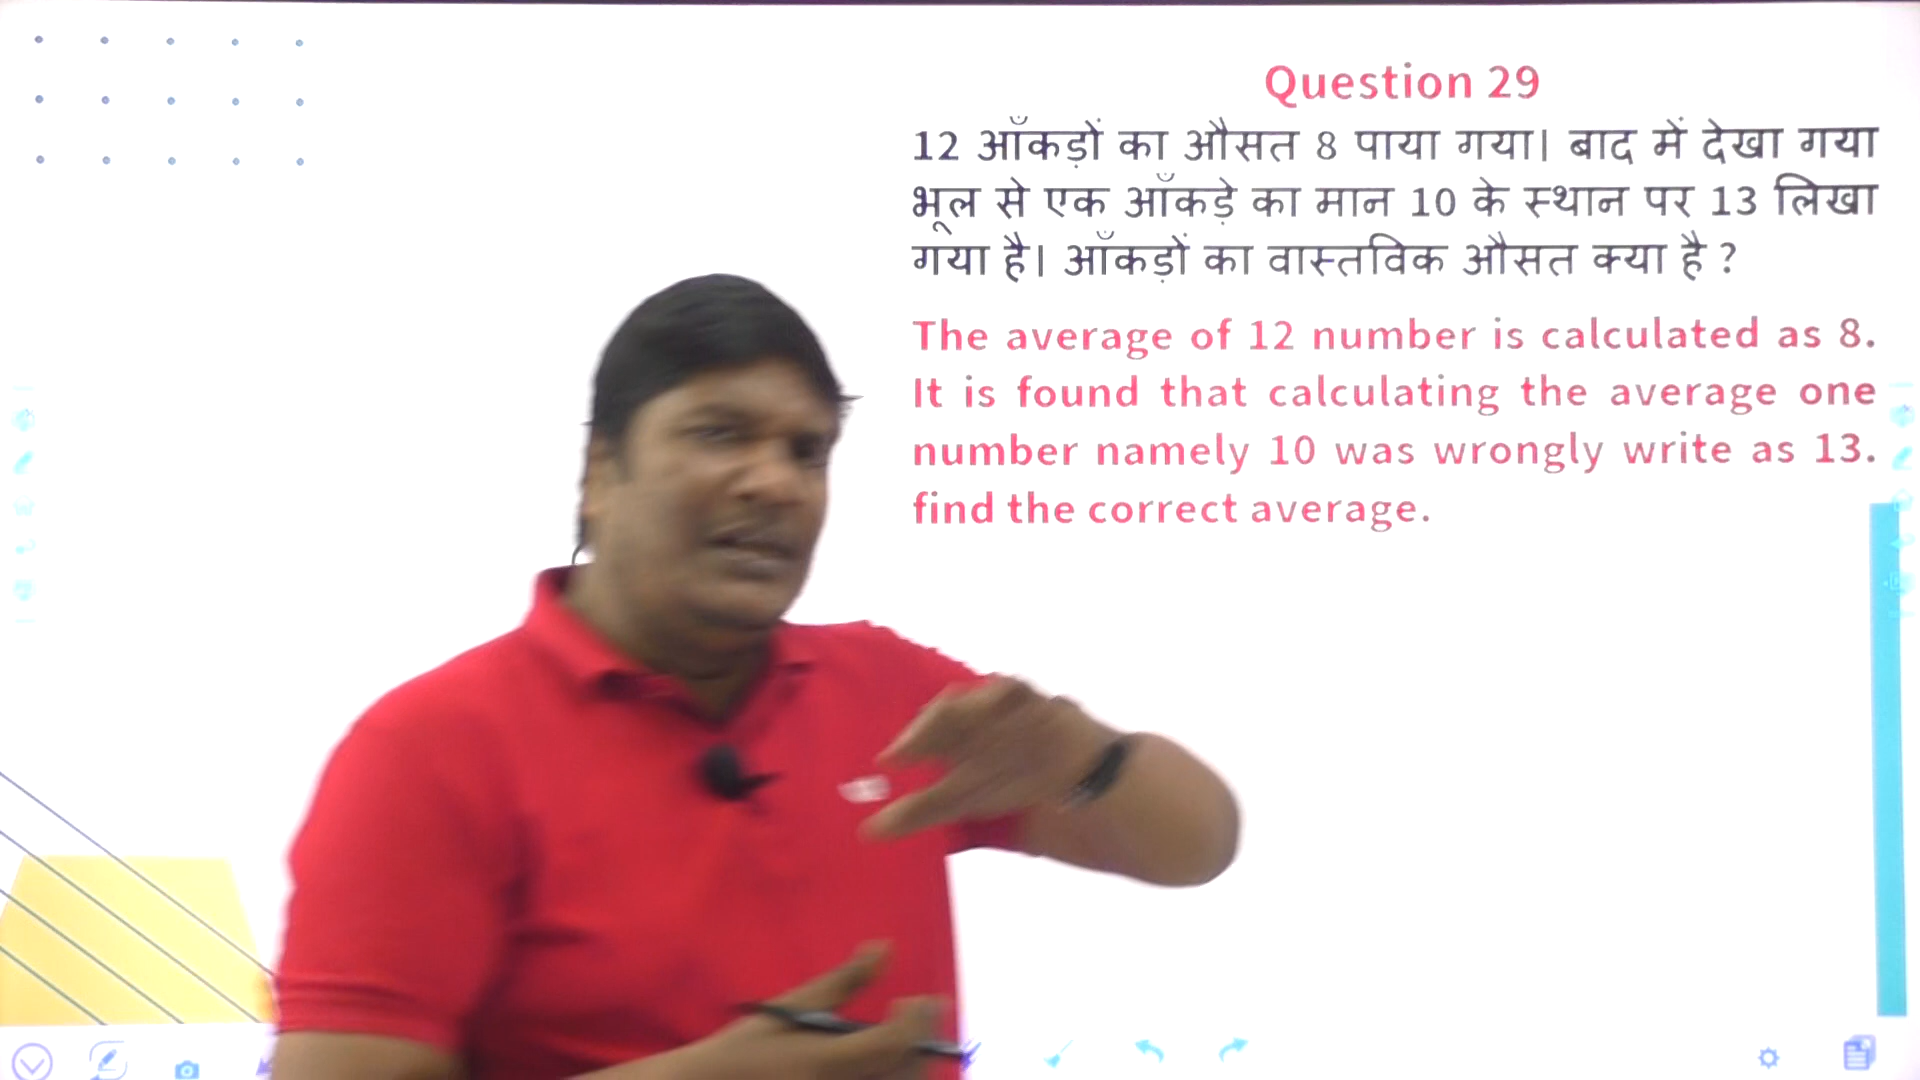 Question 29
12 आँकड़ों का औसत 8 पाया गया। बाद में देखा गया
भूल से एक आँकड़े का मान 10 के स्थान पर 13 लिखा
गया है। आँकड़ों का वास्तविक औसत क्या है ?
The average of 12 number is calculated as 8.
It is found that calculating the average one
number namely 10 was wrongly write as 13.
find the correct average.